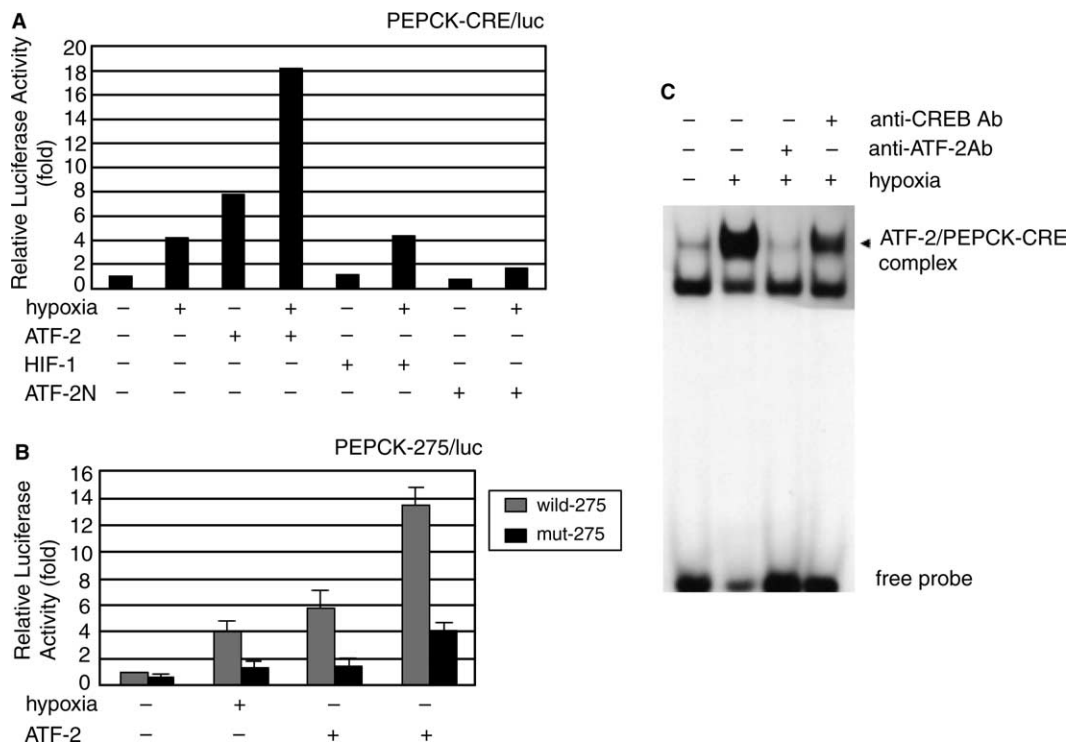 A
PEPCK-CRE/luc
Relative Luciferase Activity
(fold)
20
18
16
14
12
10
8
6
4
2
0
hypoxia – + – + – + – +
ATF-2 – – + + – – – –
HIF-1 – – – – + + – –
ATF-2N – – – – – – + +
B
PEPCK-275/luc
Relative Luciferase
Activity (fold)
16
14
12
10
8
6
4
2
0
wild-275
mut-275
hypoxia – + – –
ATF-2 – – + +
C
– – – + anti-CREB Ab
– – + – anti-ATF-2Ab
– + + + hypoxia
ATF-2/PEPCK-CRE
complex
free probe